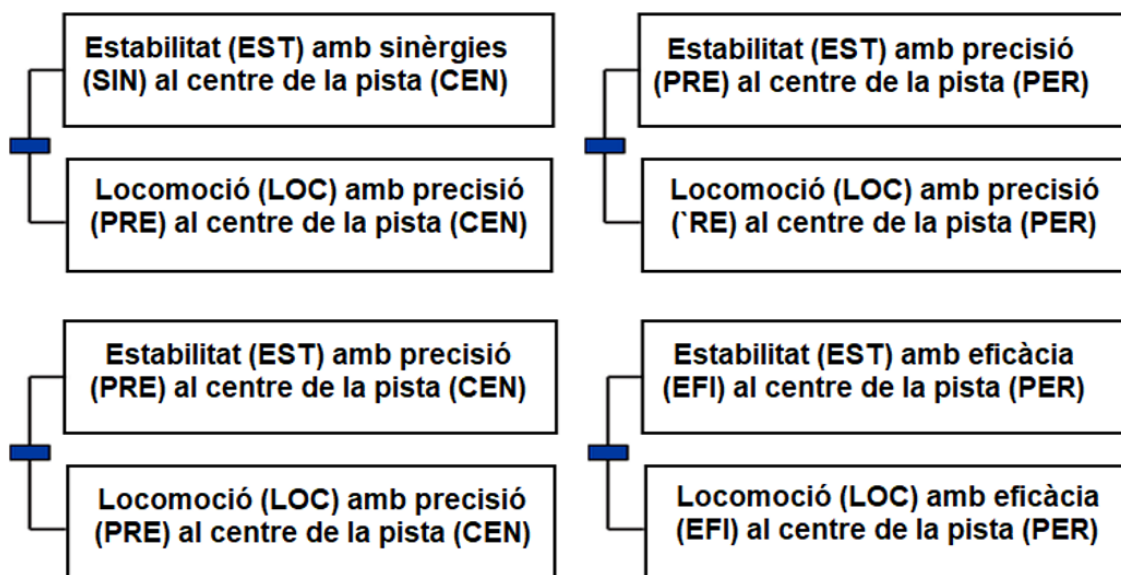 Estabilitat (EST) amb sinèrgies
(SIN) al centre de la pista (CEN)
Locomoció (LOC) amb precisió
(PRE) al centre de la pista (CEN)
Estabilitat (EST) amb precisió
(PRE) al centre de la pista (PER)
Locomoció (LOC) amb precisió
(`RE) al centre de la pista (PER)
Estabilitat (EST) amb precisió
(PRE) al centre de la pista (CEN)
Locomoció (LOC) amb precisió
(PRE) al centre de la pista (CEN)
Estabilitat (EST) amb eficàcia
(EFI) al centre de la pista (PER)
Locomoció (LOC) amb eficàcia
(EFI) al centre de la pista (PER)